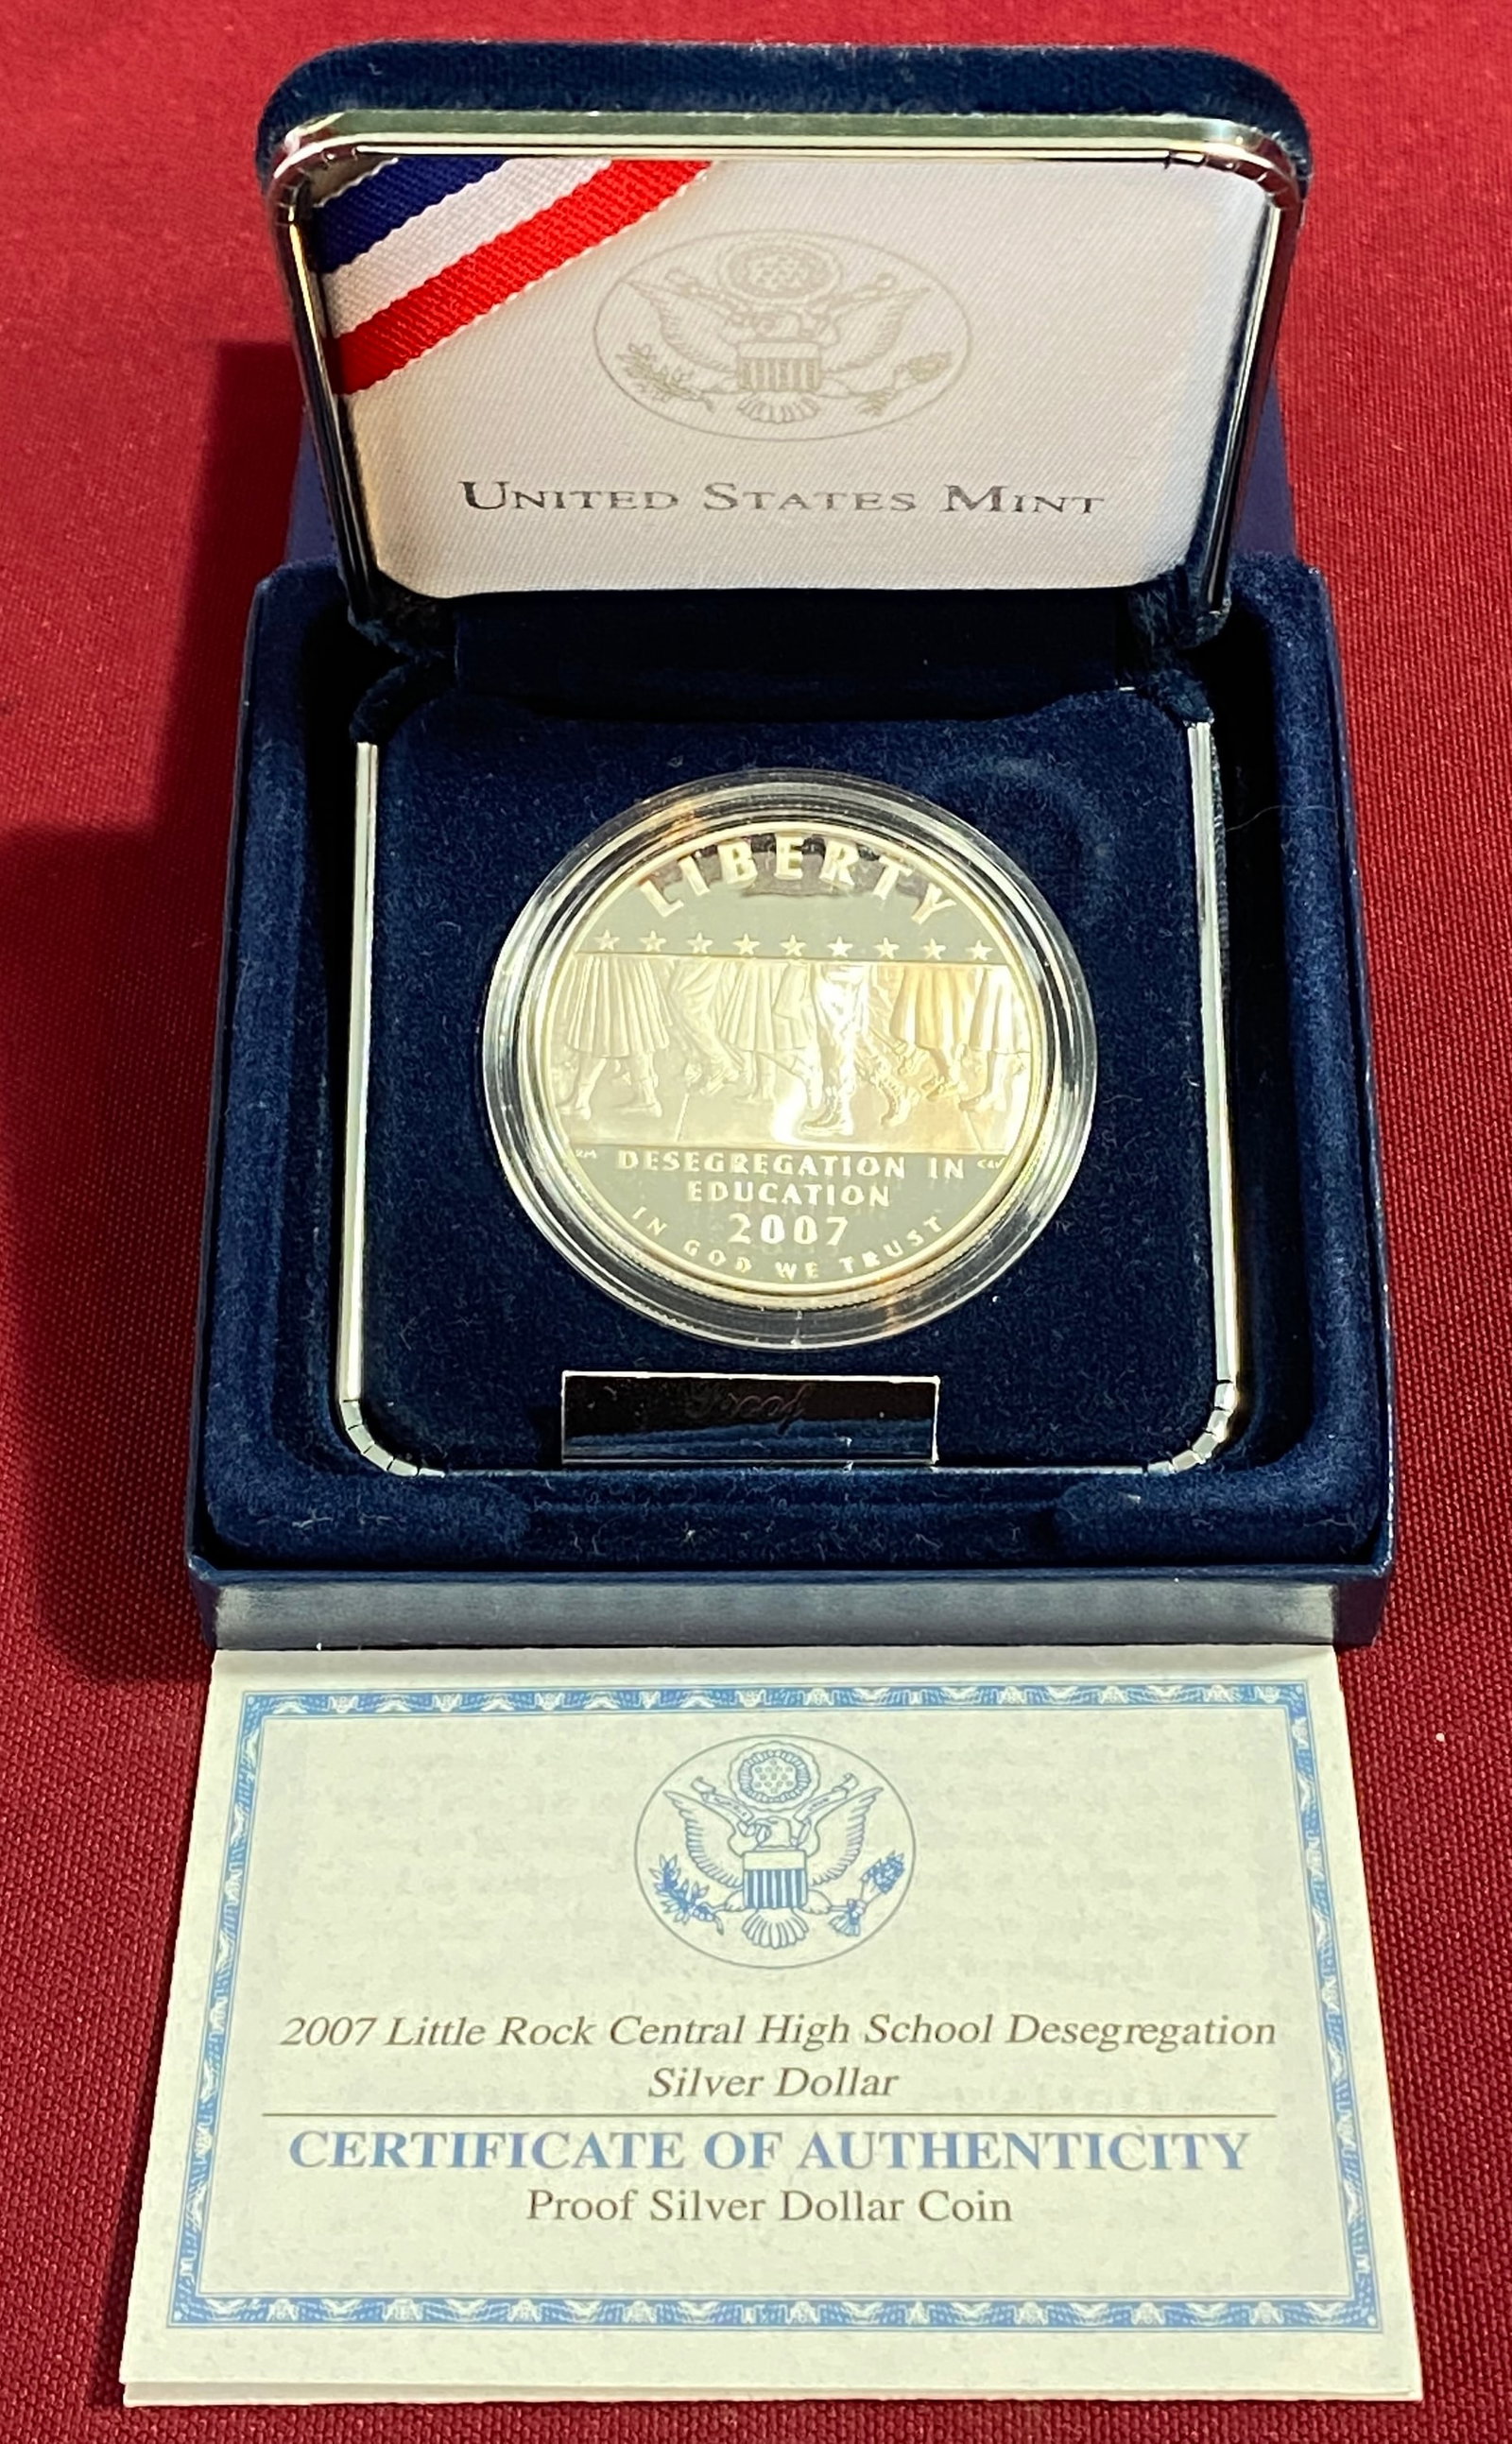 UNITED STATES MINT
LIBERTY
DESEGREGATION IN
EDUCATION
2007
IN GOD WE TRUST
Proof
2007 Little Rock Central High School Desegregation
Silver Dollar
CERTIFICATE OF AUTHENTICITY
Proof Silver Dollar Coin